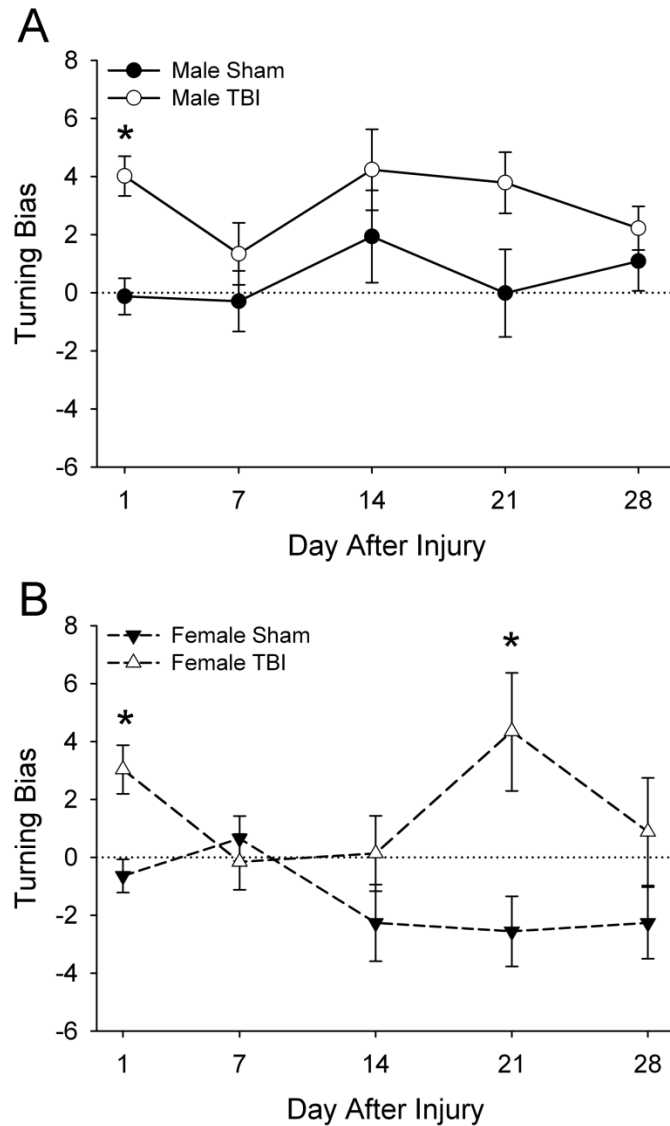 A
8
6
4
2
0
-2
-4
-6
Turning Bias
Male Sham
Male TBI
*
1 7 14 21 28
Day After Injury
B
8
6
4
2
0
-2
-4
-6
Turning Bias
Female Sham
Female TBI
*
*
1 7 14 21 28
Day After Injury